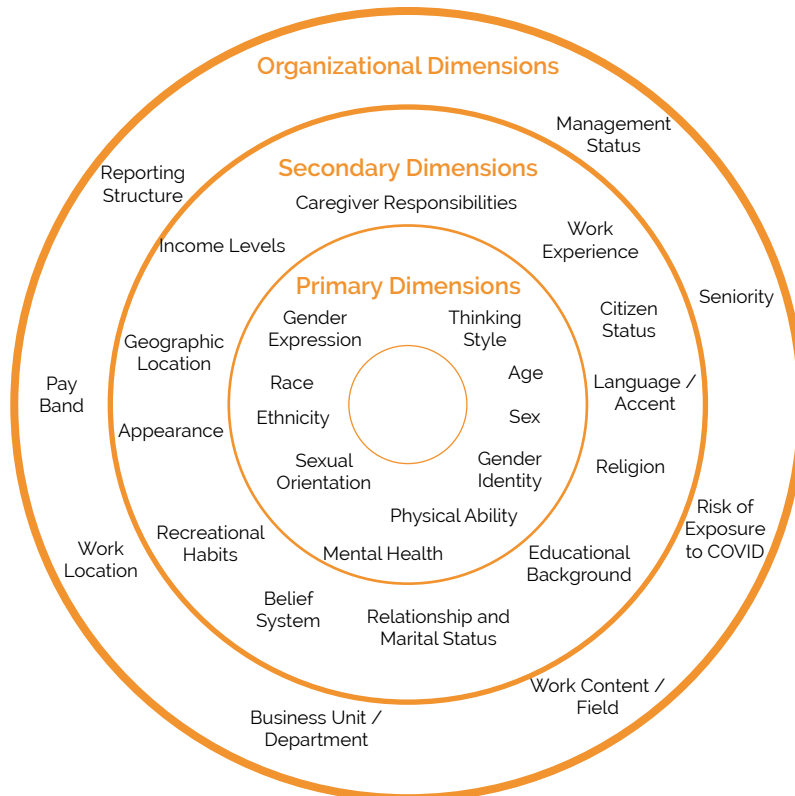 Organizational Dimensions
Management
Status
Reporting
Structure
Seniority
Pay
Band
Risk of
Exposure
to COVID
Work
Location
Work Content /
Field
Business Unit /
Department
Secondary Dimensions
Caregiver Responsibilities
Work
Experience
Income Levels
Citizen
Status
Geographic
Location
Language /
Accent
Appearance
Religion
Recreational
Habits
Educational
Background
Belief
System
Relationship and
Marital Status
Primary Dimensions
Gender
Expression
Thinking
Style
Race
Age
Ethnicity
Sex
Sexual
Orientation
Gender
Identity
Physical Ability
Mental Health